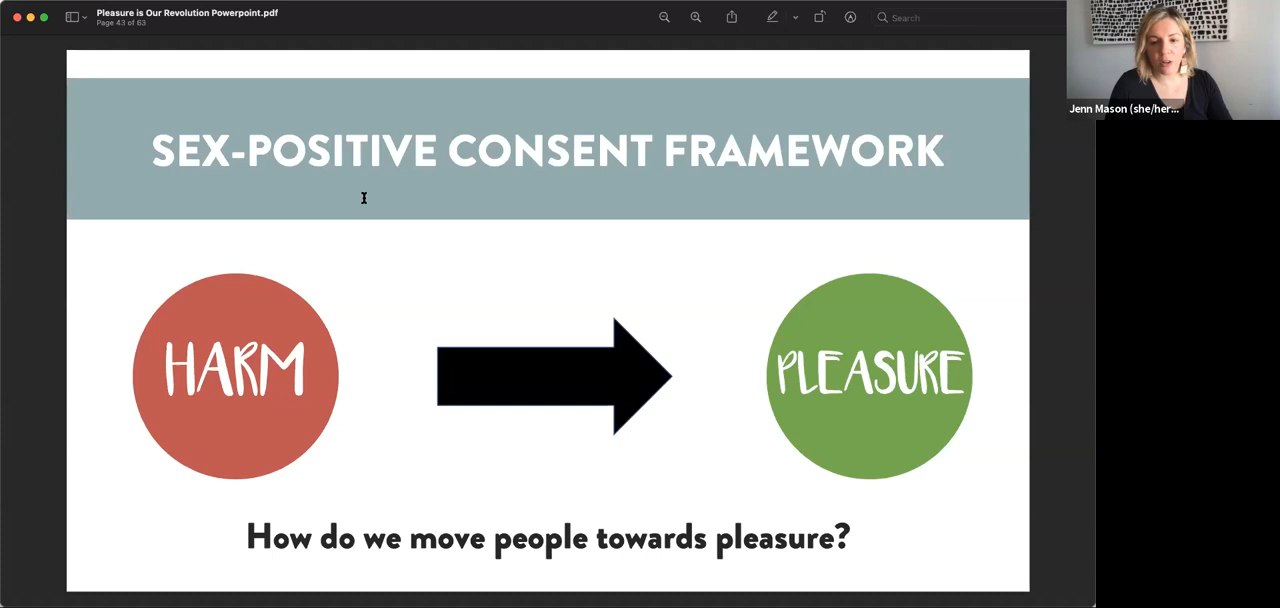 Pleasure is Our Revolution Powerpoint.pdf
Page 43 of 63
Search
Jenn Mason (she/her...
SEX-POSITIVE CONSENT FRAMEWORK
HARM
PLEASURE
How do we move people towards pleasure?